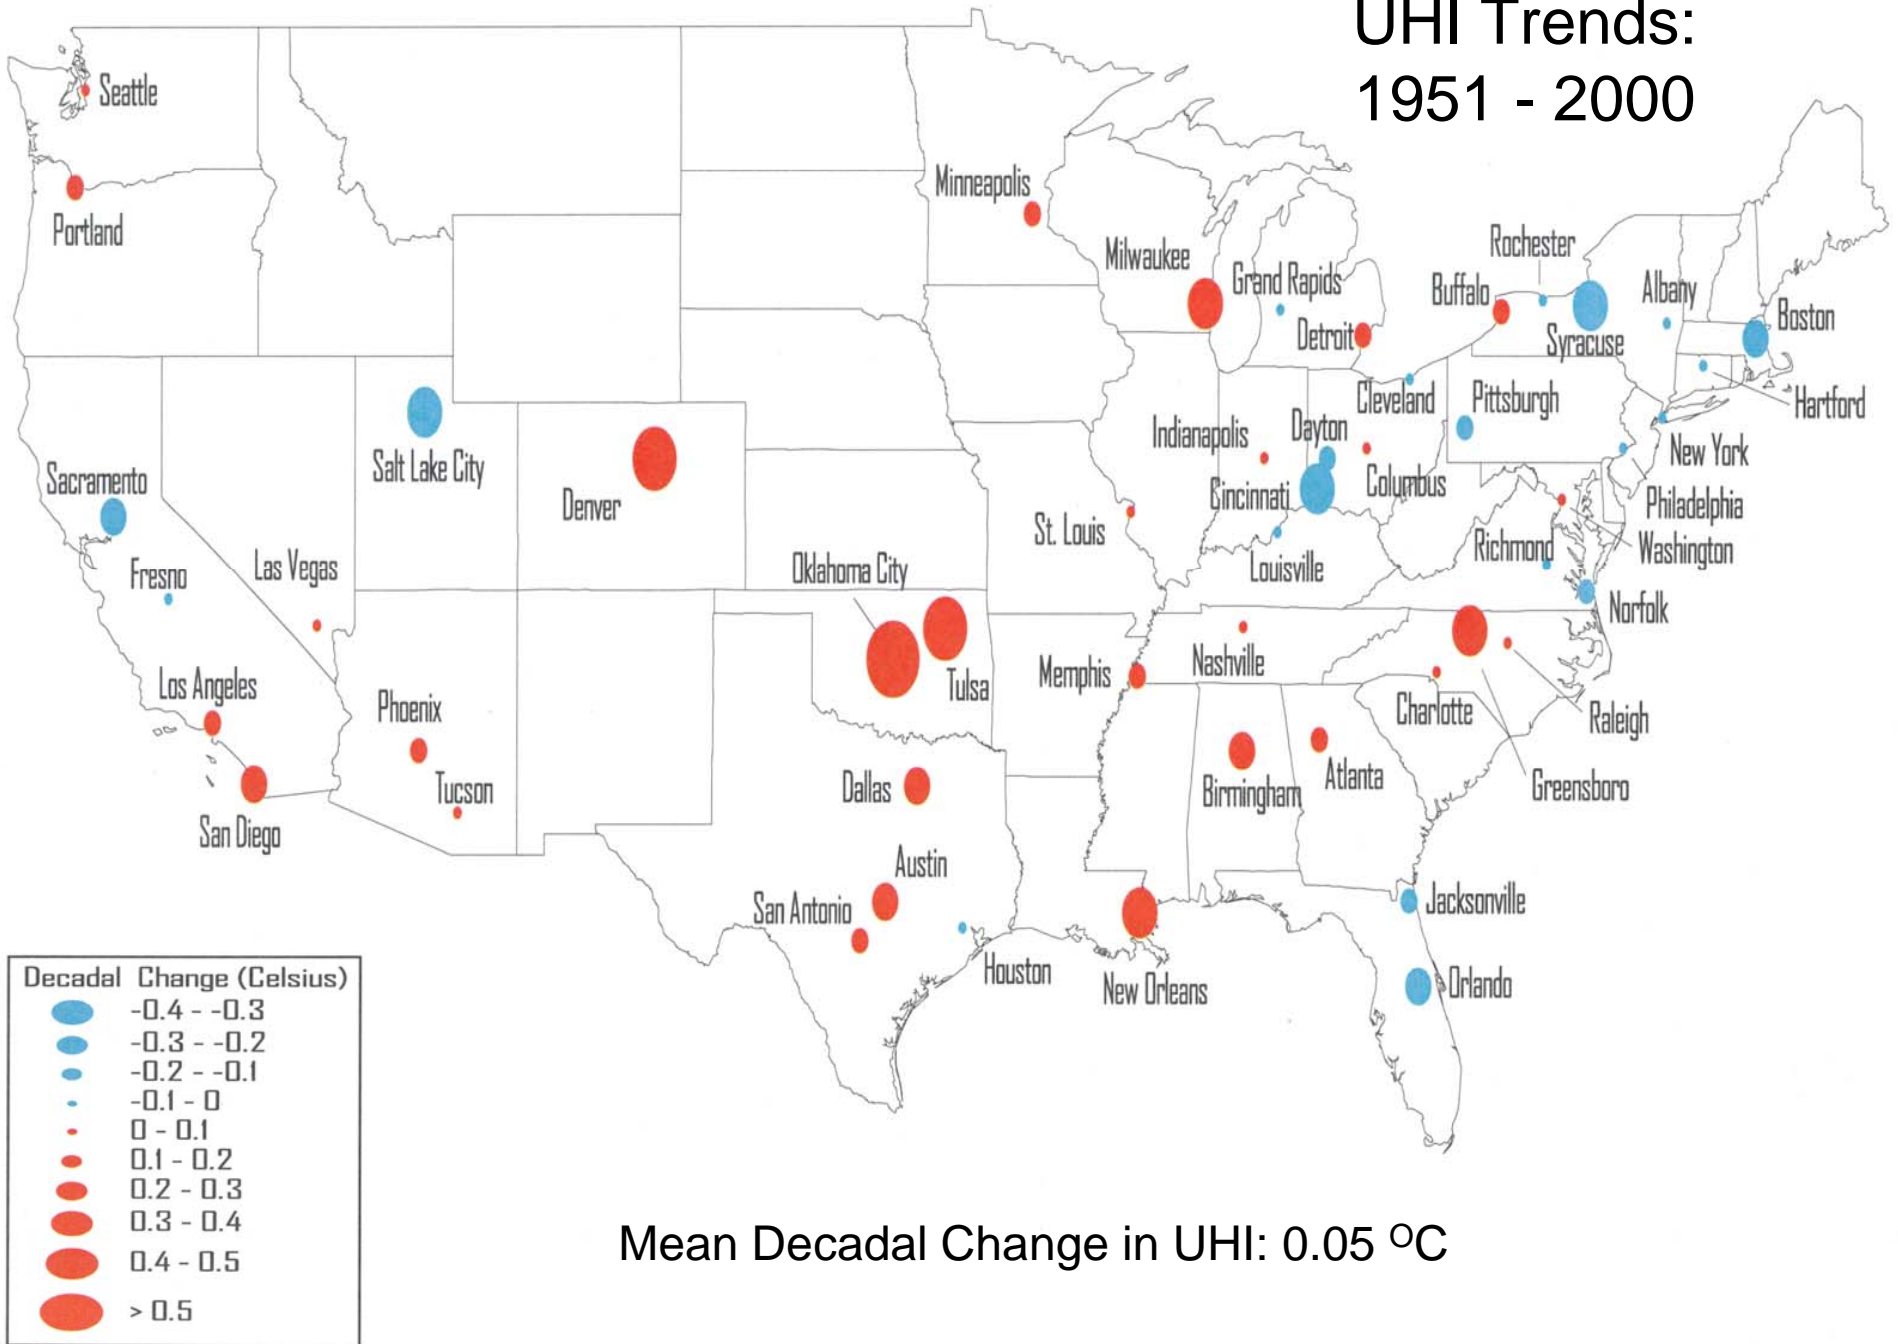 UHI Trends:
1951 - 2000
Seattle
Portland
Minneapolis
Milwaukee
Grand Rapids
Detroit
Rochester
Buffalo
Syracuse
Albany
Boston
Hartford
Cleveland
Pittsburgh
New York
Philadelphia
Washington
Indianapolis
Dayton
Columbus
Cincinnati
Salt Lake City
Denver
Sacramento
Fresno
Las Vegas
St. Louis
Louisville
Richmond
Norfolk
Oklahoma City
Tulsa
Los Angeles
San Diego
Phoenix
Tucson
Memphis
Nashville
Charlotte
Raleigh
Greensboro
Dallas
Birmingham
Atlanta
Austin
San Antonio
Houston
New Orleans
Jacksonville
Orlando
Decadal Change (Celsius)
-0.4 - -0.3
-0.3 - -0.2
-0.2 - -0.1
-0.1 - 0
0 - 0.1
0.1 - 0.2
0.2 - 0.3
0.3 - 0.4
0.4 - 0.5
> 0.5
Mean Decadal Change in UHI: 0.05 ᴼC